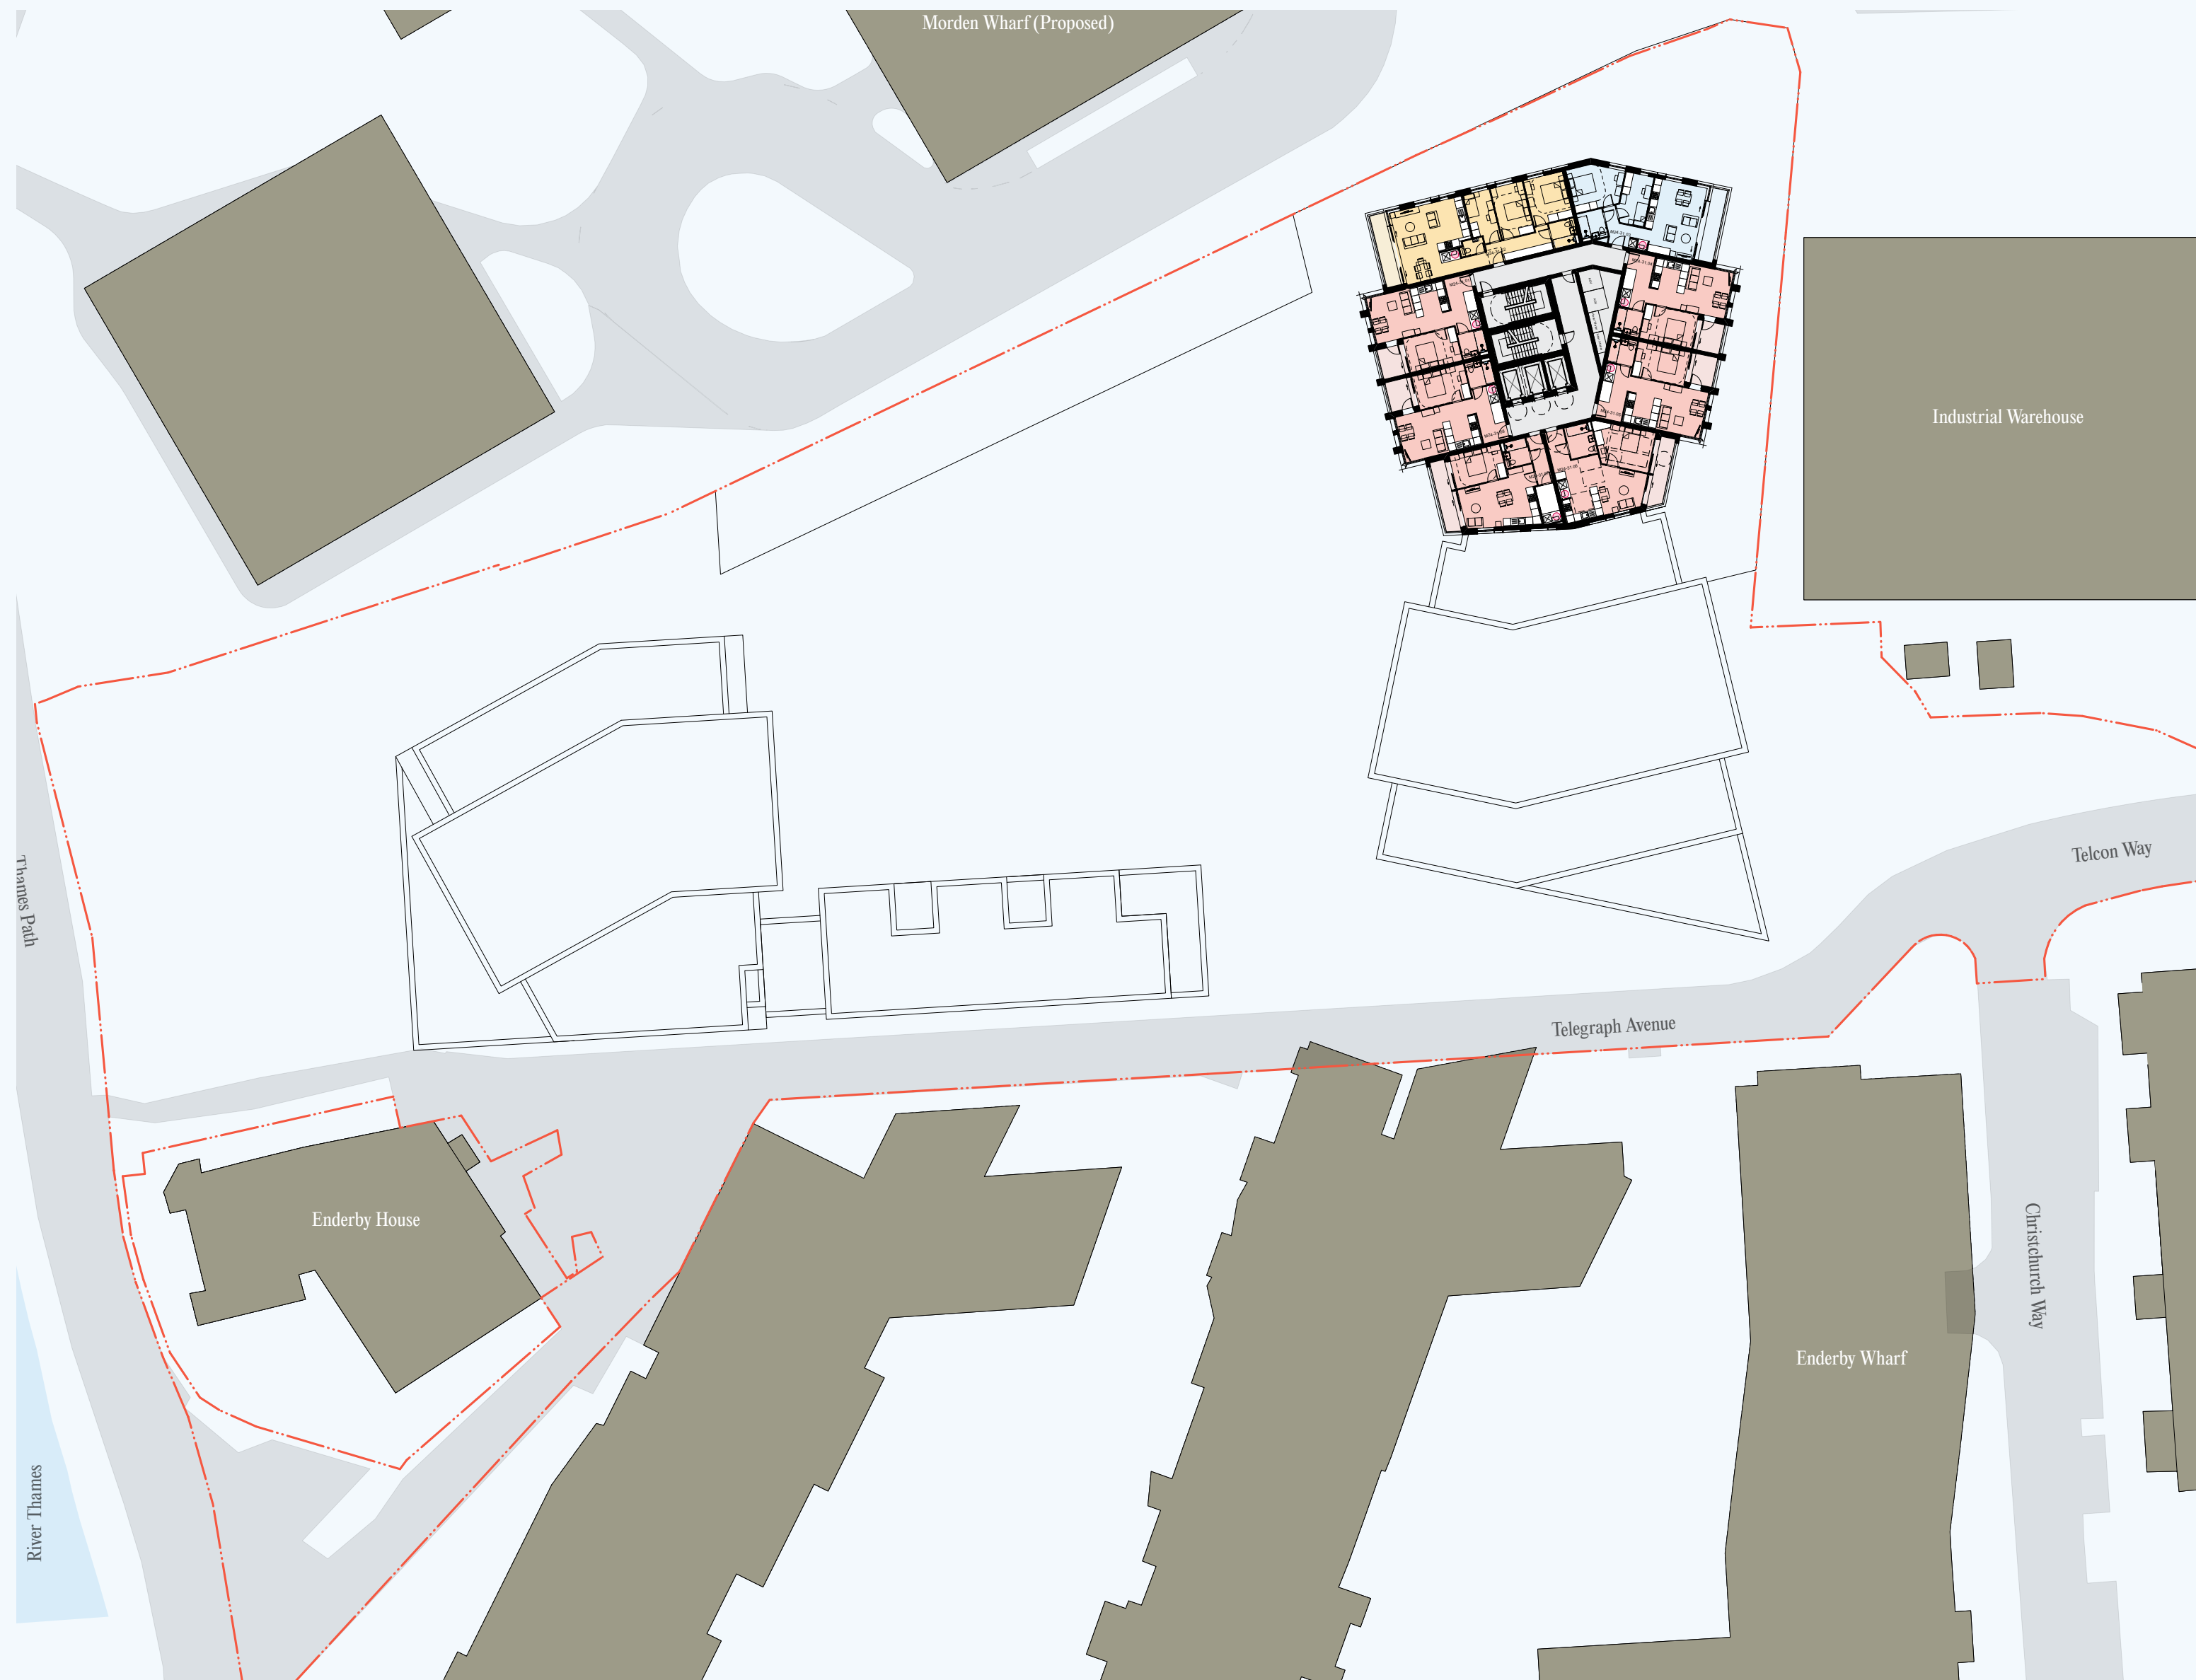 Morden Wharf (Proposed)
Industrial Warehouse
Telcon Way
Thames Path
Telegraph Avenue
Enderby House
Christchurch Way
Enderby Wharf
River Thames